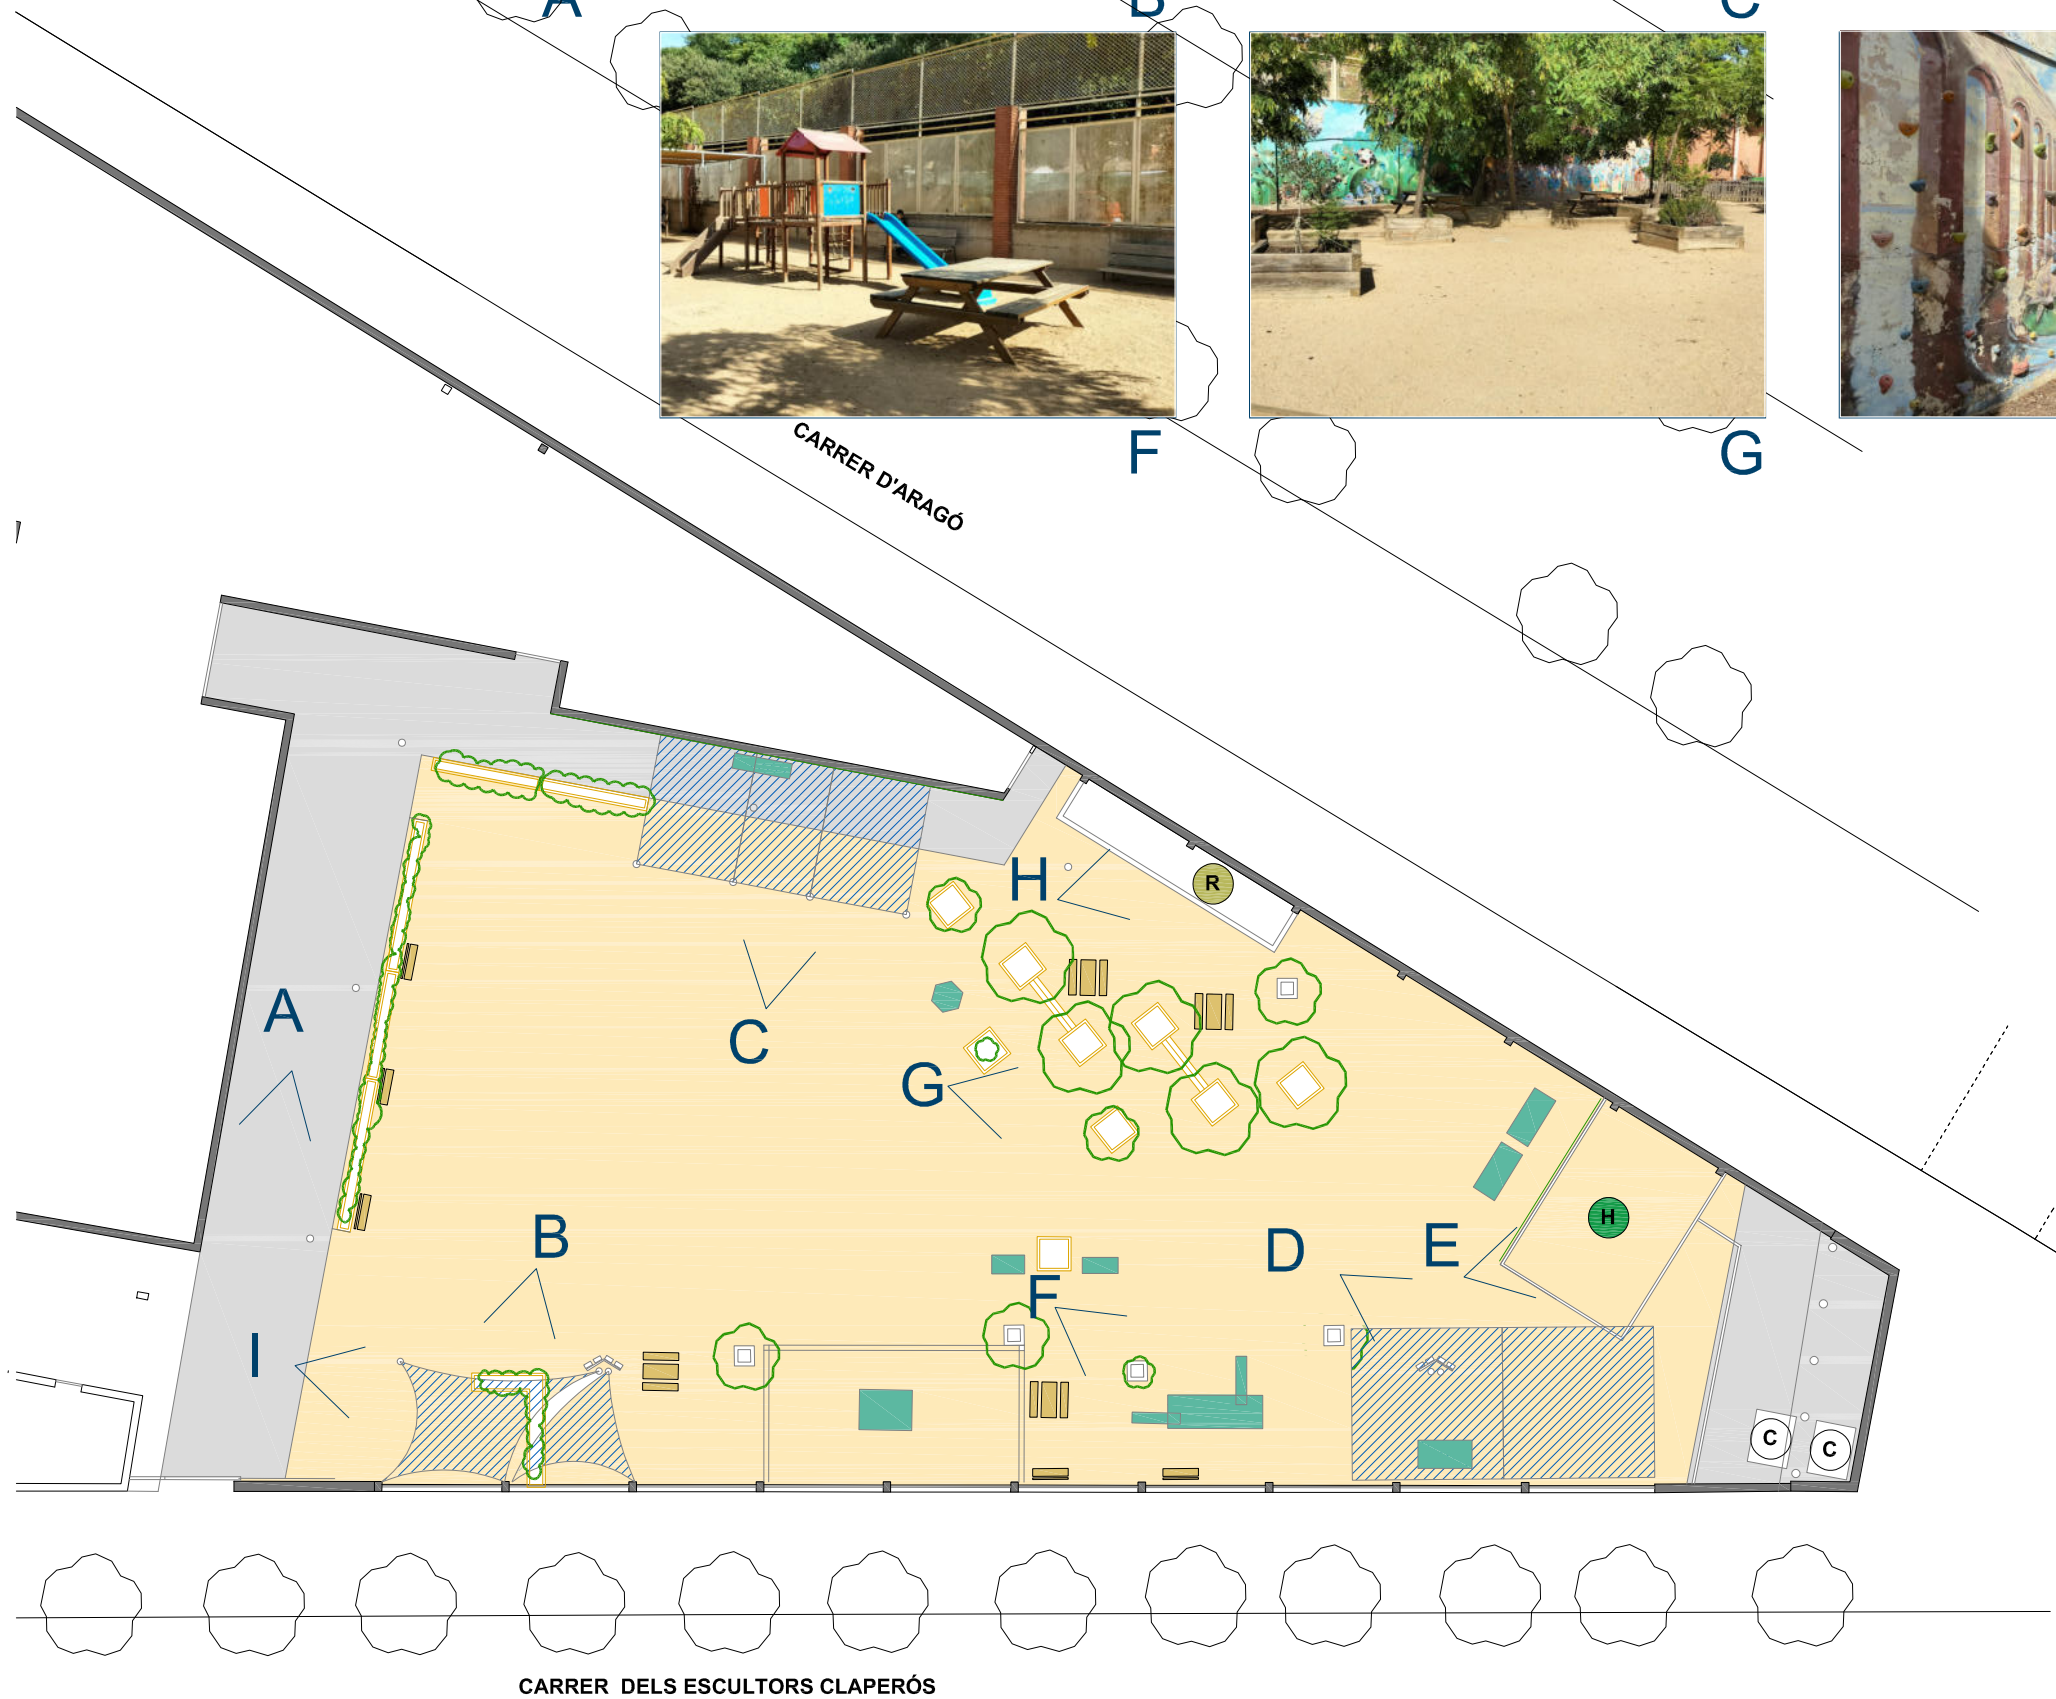 A B C
F G
CARRER D'ARAGÓ
H
R
A
C
G
B
D
E
H
F
I
C
C
CARRER DELS ESCULTORS CLAPERÓS